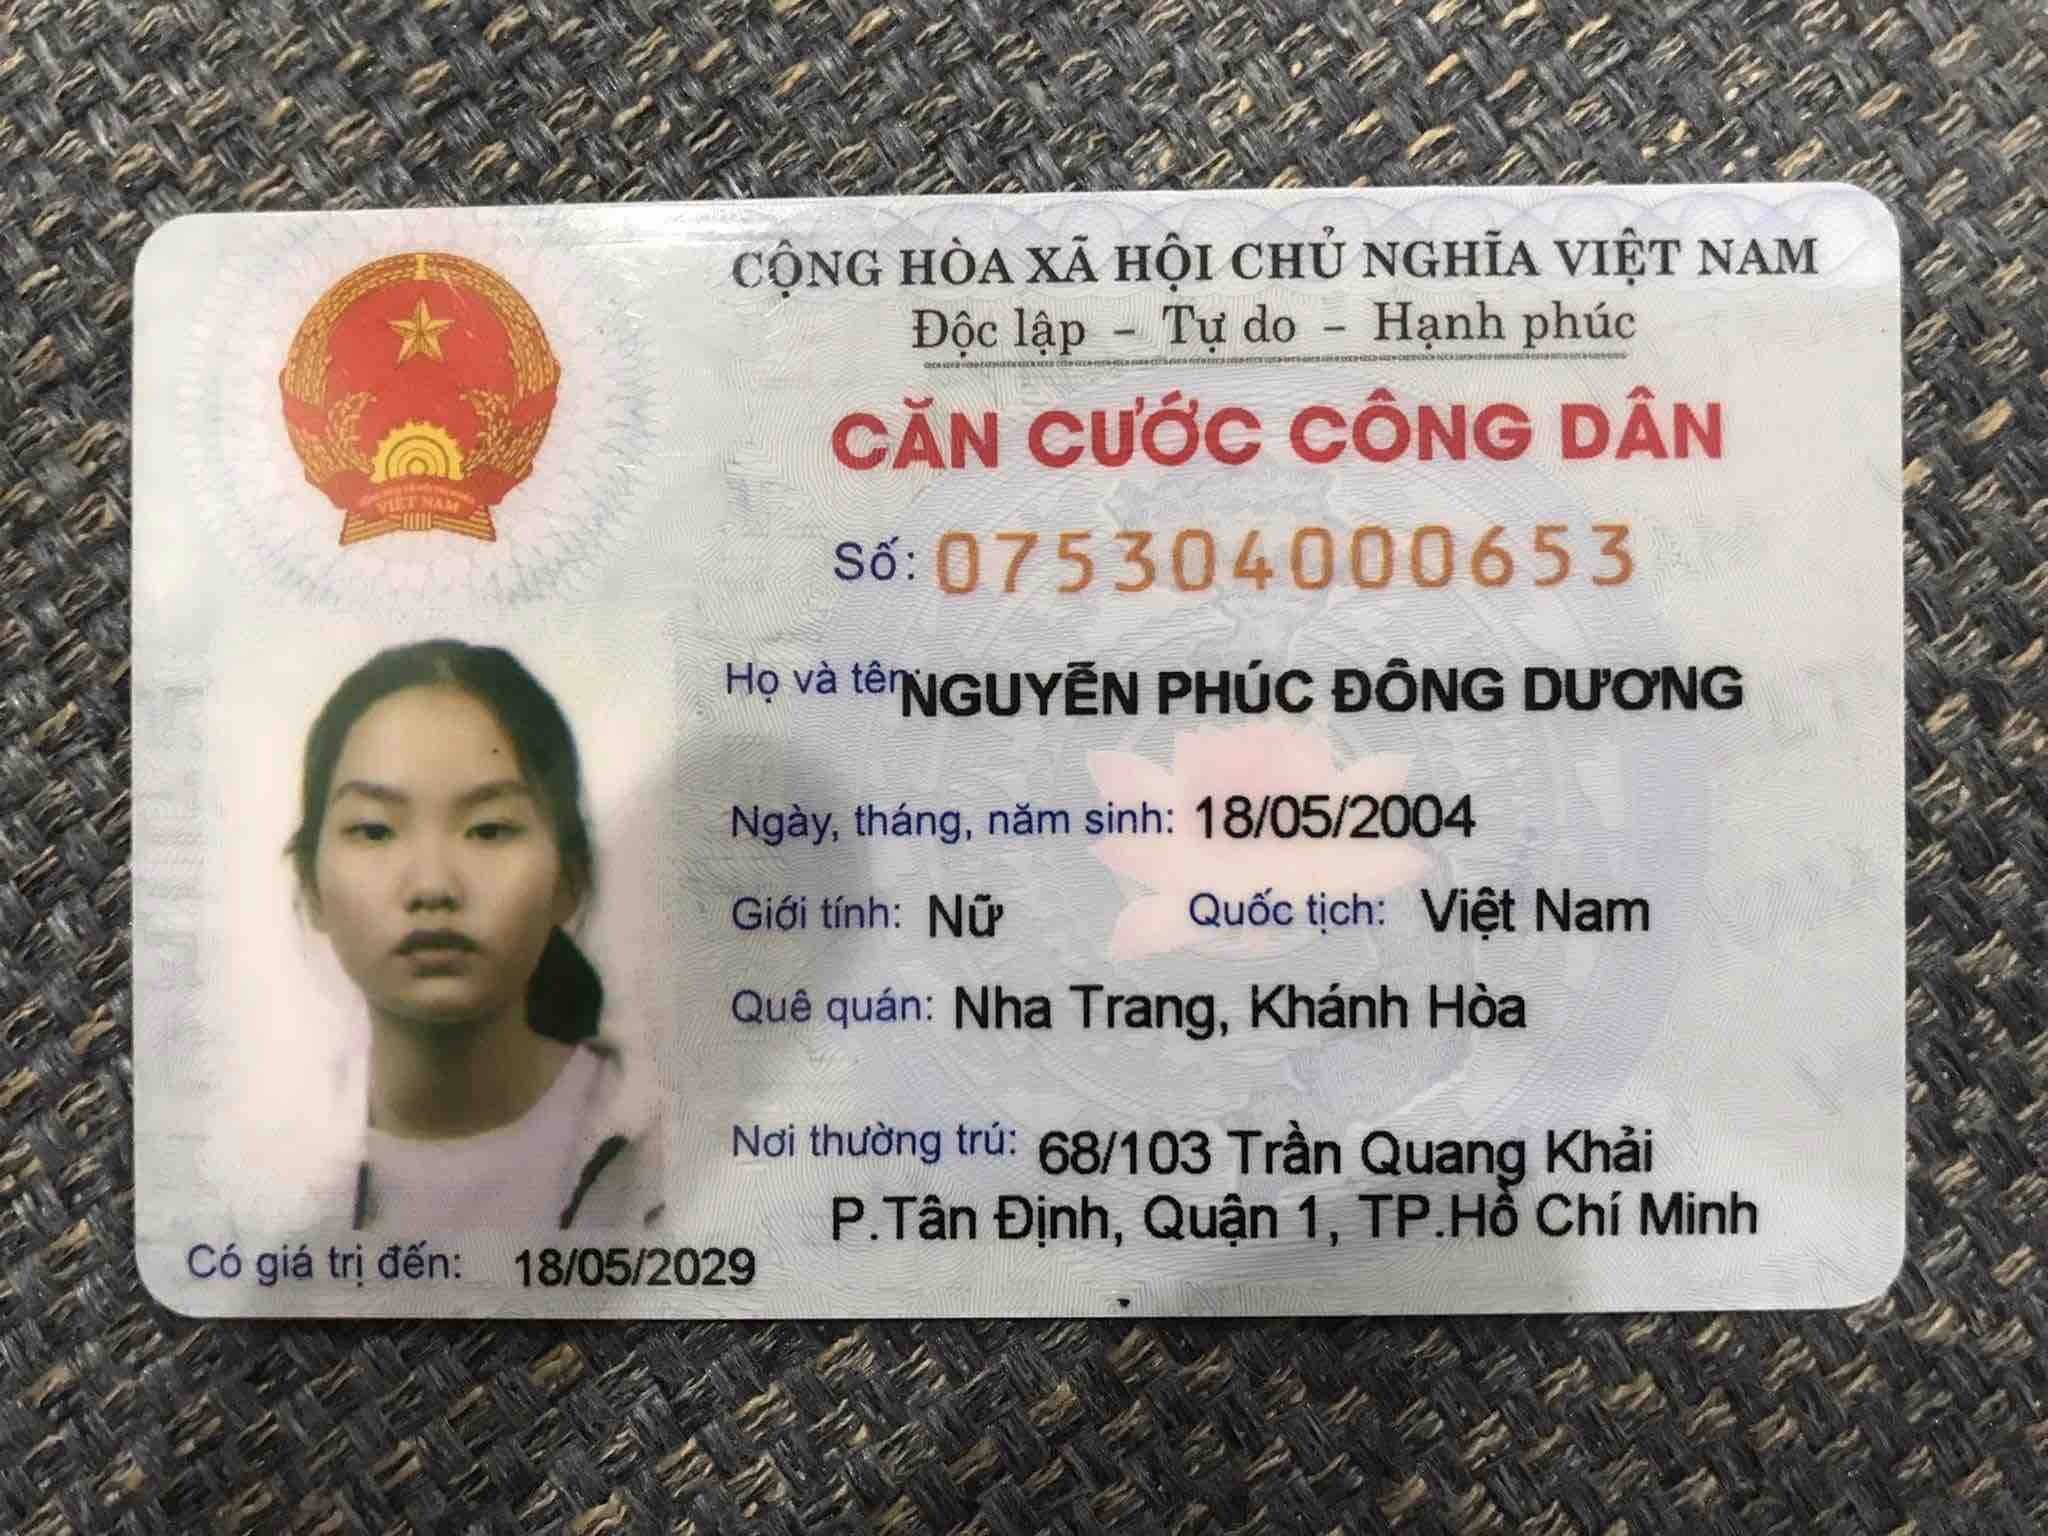 CỘNG HÒA XÃ HỘI CHỦ NGHĨA VIỆT NAM
Độc lập - Tự do - Hạnh phúc
CĂN CƯỚC CÔNG DÂN
VIỆT NAM
Số: 075304000653
Họ và tên: NGUYỄN PHÚC ĐÔNG DƯƠNG
Ngày, tháng, năm sinh: 18/05/2004
Giới tính: Nữ Quốc tịch: Việt Nam
Quê quán: Nha Trang, Khánh Hòa
Nơi thường trú: 68/103 Trần Quang Khải
P.Tân Định, Quận 1, TP.Hồ Chí Minh
Có giá trị đến: 18/05/2029